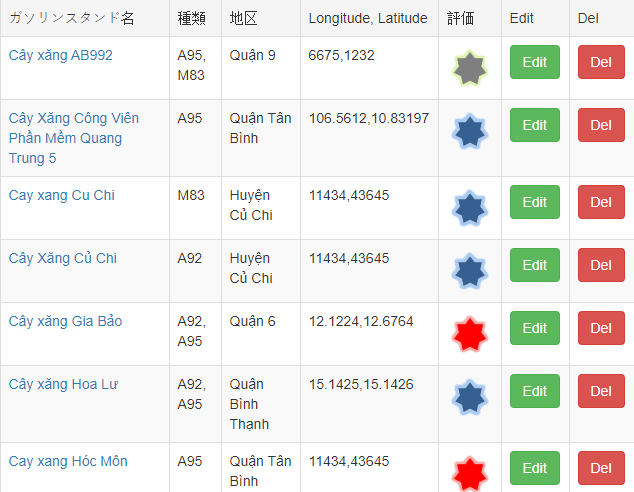 ガソリンスタンド名 種類 地区 Longitude, Latitude 評価 Edit Del
Cây xăng AB992 A95, Quận 9 6675,1232 Edit Del
M83
Cây Xăng Công Viên A95 Quận Tân 106.5612,10.83197 Edit Del
Phần Mềm Quang Bình
Trung 5
Cay xang Cu Chi M83 Huyện 11434,43645 Edit Del
Củ Chi
Cây Xăng Củ Chi A92 Huyện 11434,43645 Edit Del
Củ Chi
Cây xăng Gia Bảo A92, Quận 6 12.1224,12.6764 Edit Del
A95
Cây xăng Hoa Lư A92, Quận 15.1425,15.1426 Edit Del
A95 Bình
Thạnh
Cay xang Hóc Môn A95 Quận Tân 11434,43645 Edit Del
Bình